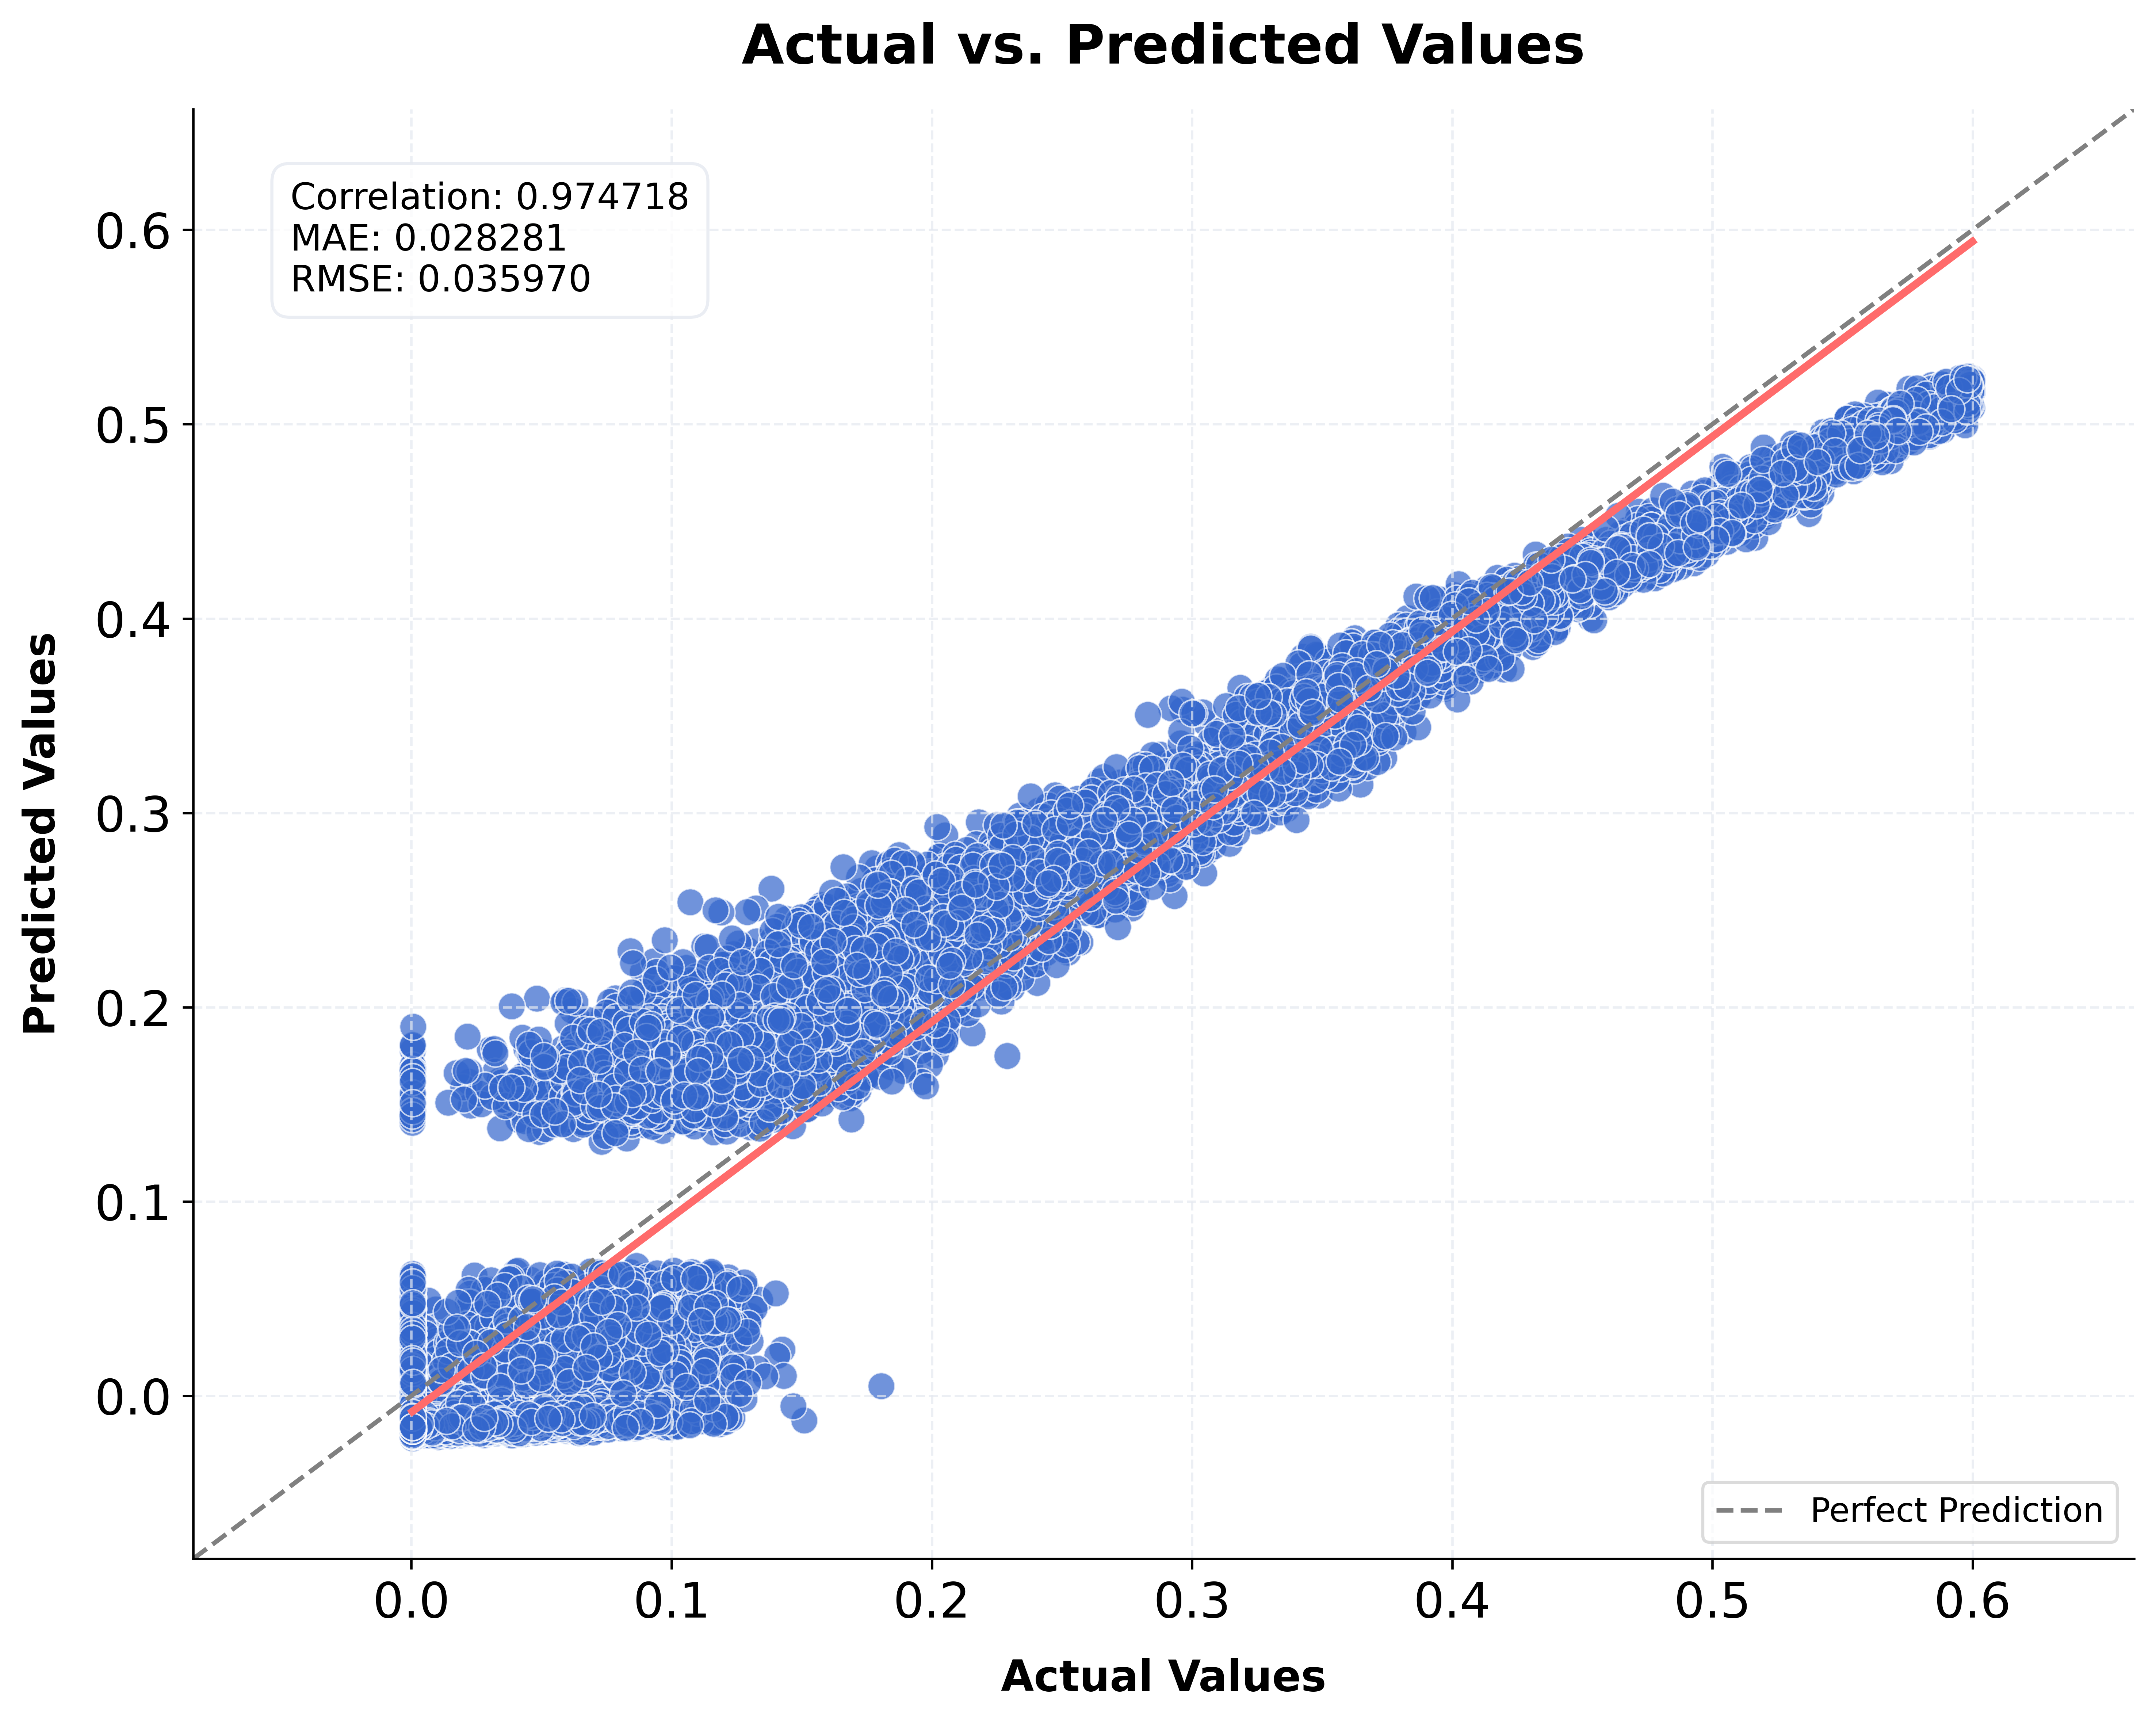 Actual vs. Predicted Values
Correlation: 0.974718
MAE: 0.028281
RMSE: 0.035970
Predicted Values
0.6
0.5
0.4
0.3
0.2
0.1
0.0
Perfect Prediction
0.0 0.1 0.2 0.3 0.4 0.5 0.6
Actual Values